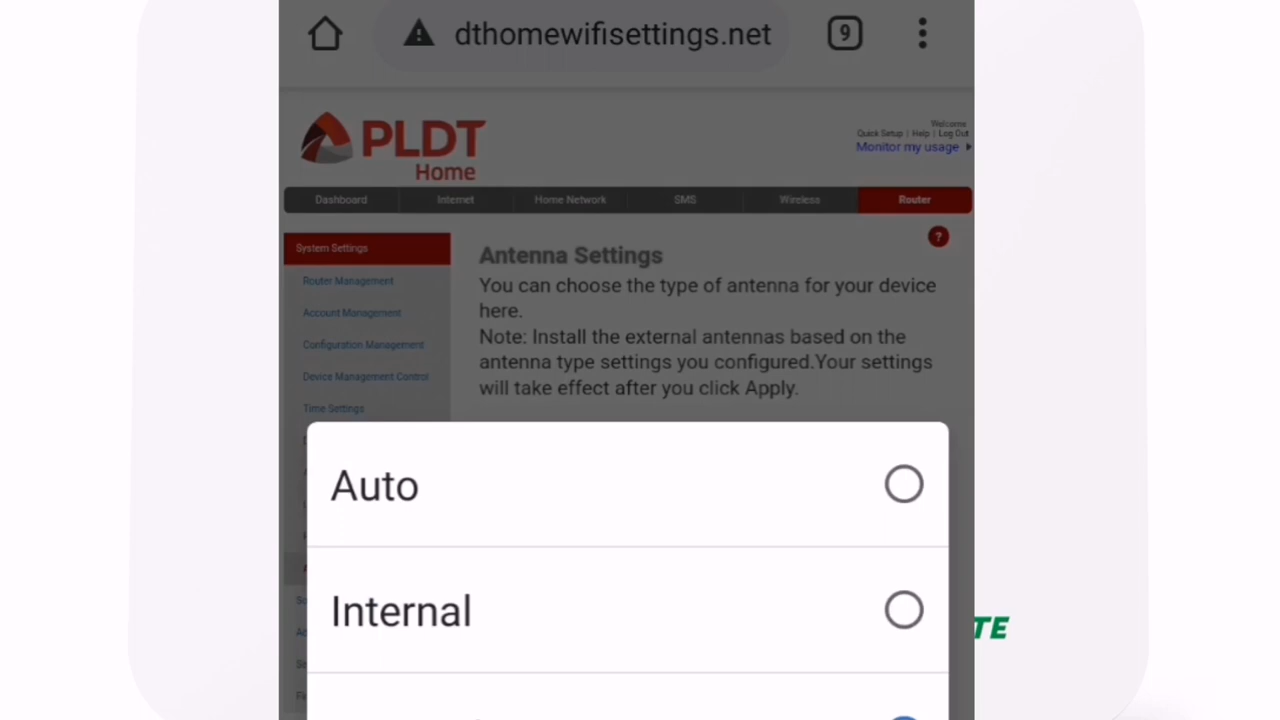 dthomewifisettings.net
9
PLDT
Home
Welcome
Quick Setup | Help | Log Out
Monitor my usage
Dashboard Internet Home Network SMS Wireless Router
System Settings
Router Management
Account Management
Configuration Management
Device Management Control
Time Settings
?
Antenna Settings
You can choose the type of antenna for your device
here.
Note: Install the external antennas based on the
antenna type settings you configured.Your settings
will take effect after you click Apply.
Auto
Internal
TE